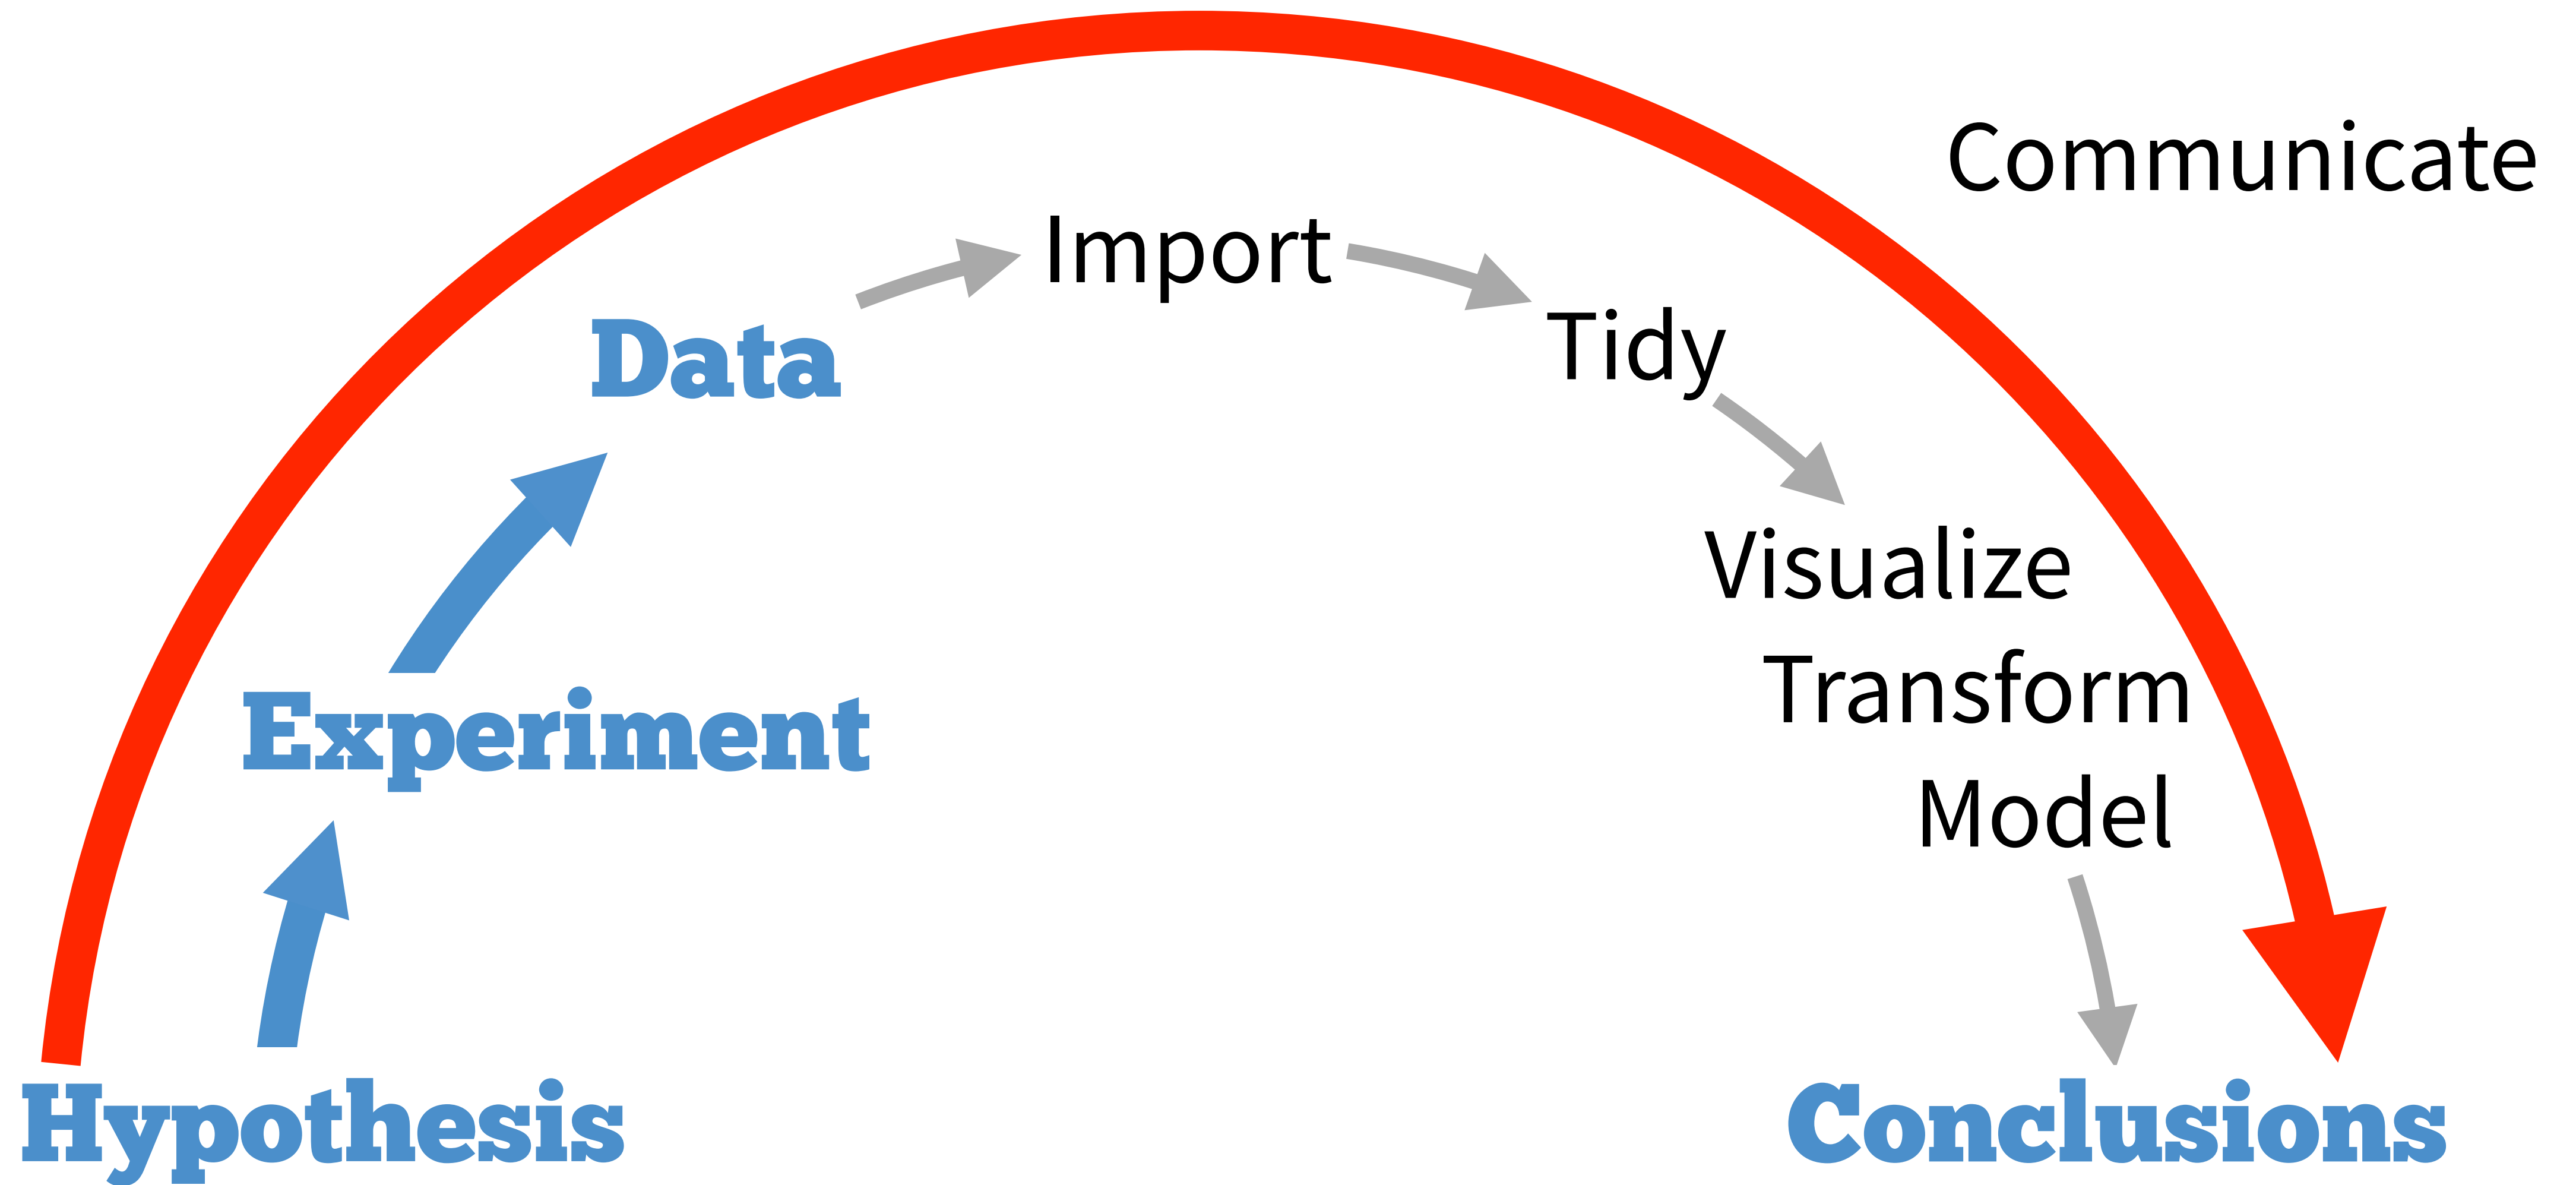 Communicate
Import
Tidy
Data
Visualize
Transform
Experiment
Model
Hypothesis
Conclusions